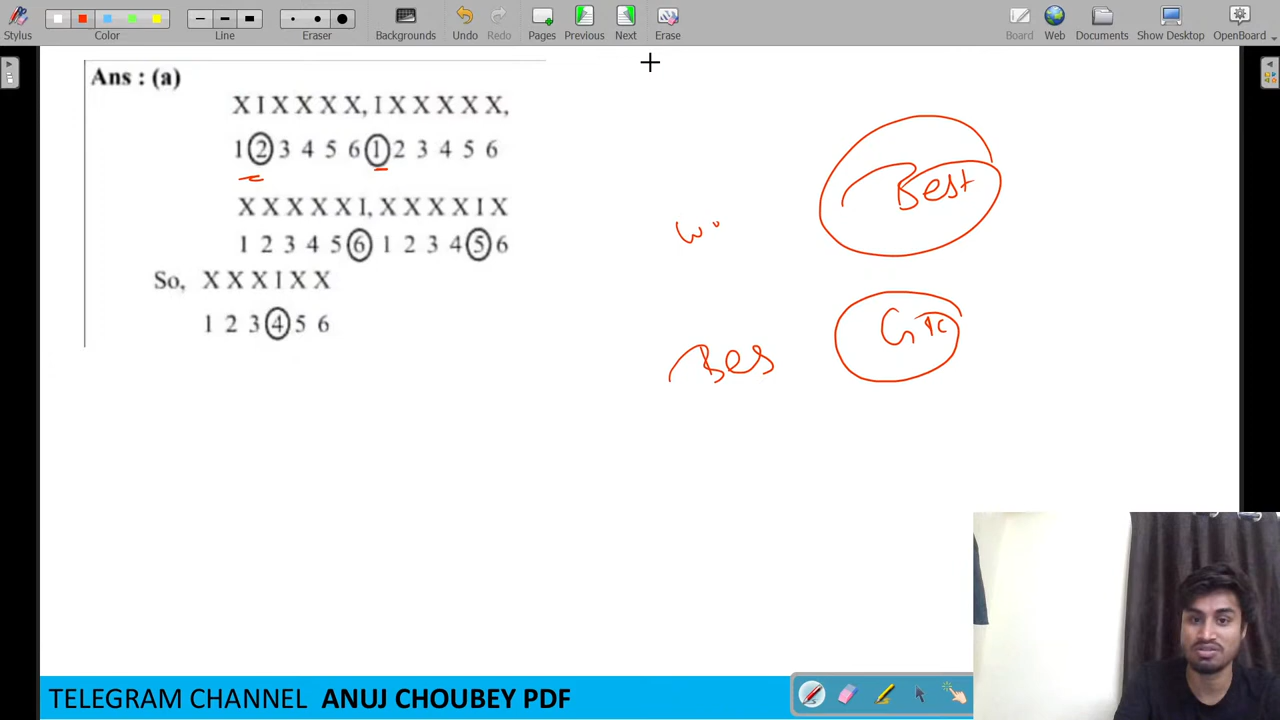 Stylus Color Line Eraser Backgrounds Undo Redo Pages Previous Next Erase Board Web Documents Show Desktop OpenBoard
Ans : (a)
X I X X X X, I X X X X X,
1 2 3 4 5 6 1 2 3 4 5 6
X X X X X I, X X X X I X
1 2 3 4 5 6 1 2 3 4 5 6
So, X X X I X X
1 2 3 4 5 6
Best
Bes
TELEGRAM CHANNEL ANUJ CHOUBEY PDF